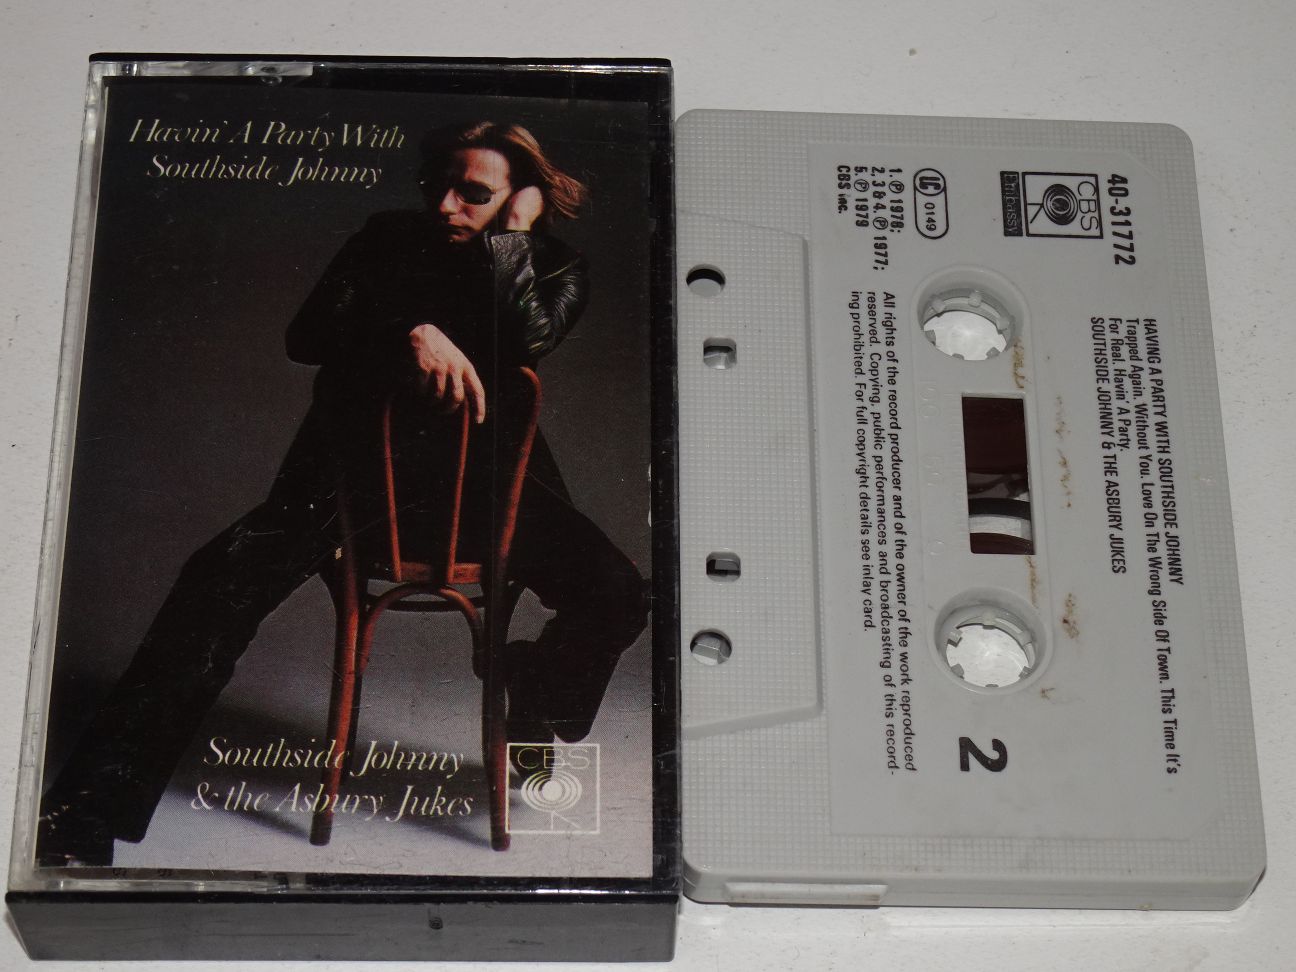 Havin' A Party With
Southside Johnny
Southside Johnny
& the Asbury Jukes
CBS
40-31772
CBS
Embassy
LC
0149
1. ℗ 1978;
2, 3 & 4. ℗ 1977;
5. ℗ 1979
CBS inc.
HAVING A PARTY WITH SOUTHSIDE JOHNNY
Trapped Again. Without You. Love On The Wrong Side Of Town. This Time It's
For Real. Havin' A Party.
SOUTHSIDE JOHNNY & THE ASBURY JUKES
All rights of the record producer and of the owner of the work reproduced
reserved. Copying, public performances and broadcasting of this record-
ing prohibited. For full copyright details see inlay card.
2